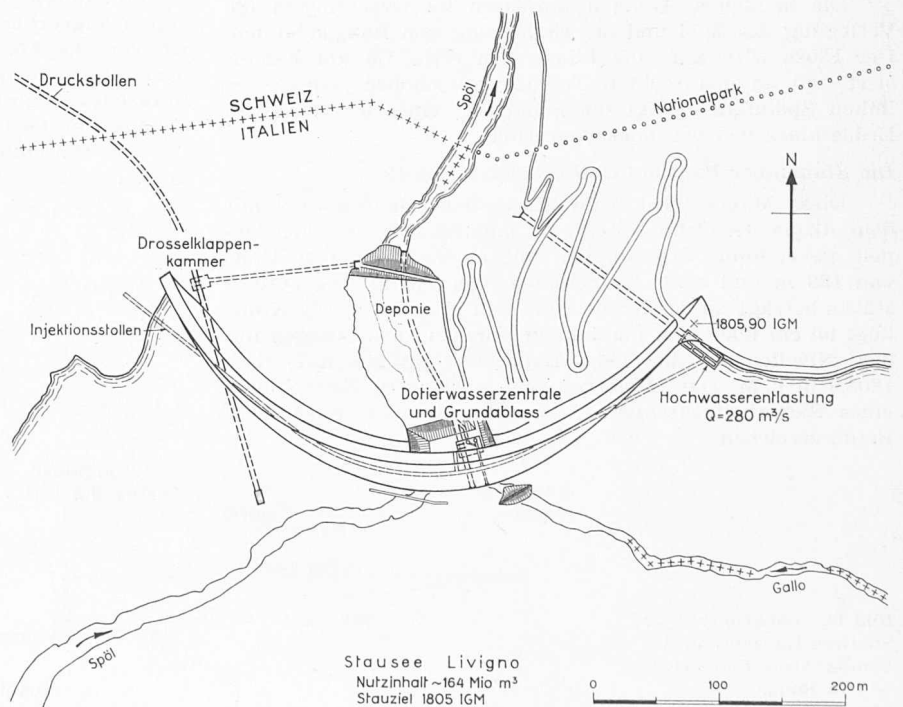 Druckstollen
SCHWEIZ
ITALIEN
Spöl
Nationalpark
N
Drosselklappen-
kammer
Injektionsstollen
Deponie
1805,90 IGM
Dotierwasserzentrale
und Grundablass
Hochwasserentlastung
Q=280 m³/s
Gallo
Spöl
Stausee Livigno
Nutzinhalt ~164 Mio m³
Stauziel 1805 IGM
0 100 200 m